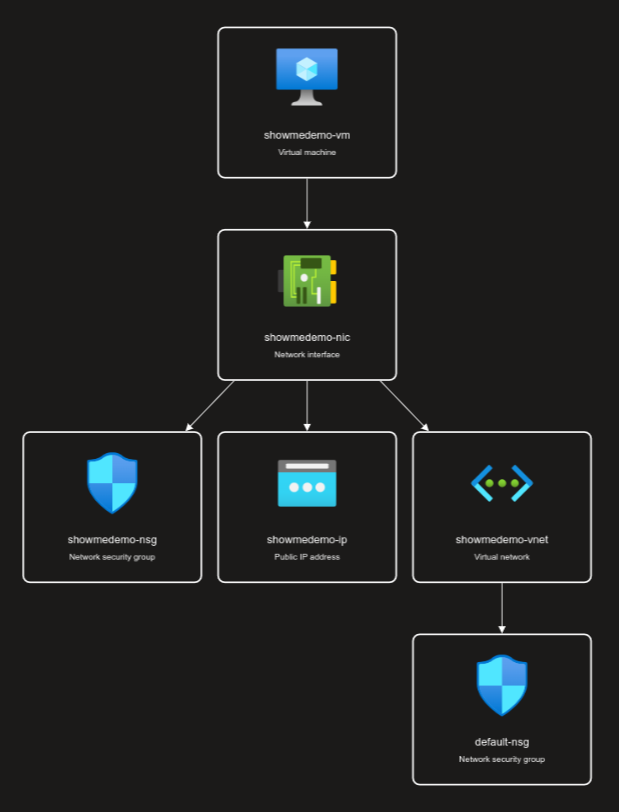 showmedemo-vm
Virtual machine
showmedemo-nic
Network interface
showmedemo-nsg
Network security group
showmedemo-ip
Public IP address
showmedemo-vnet
Virtual network
default-nsg
Network security group